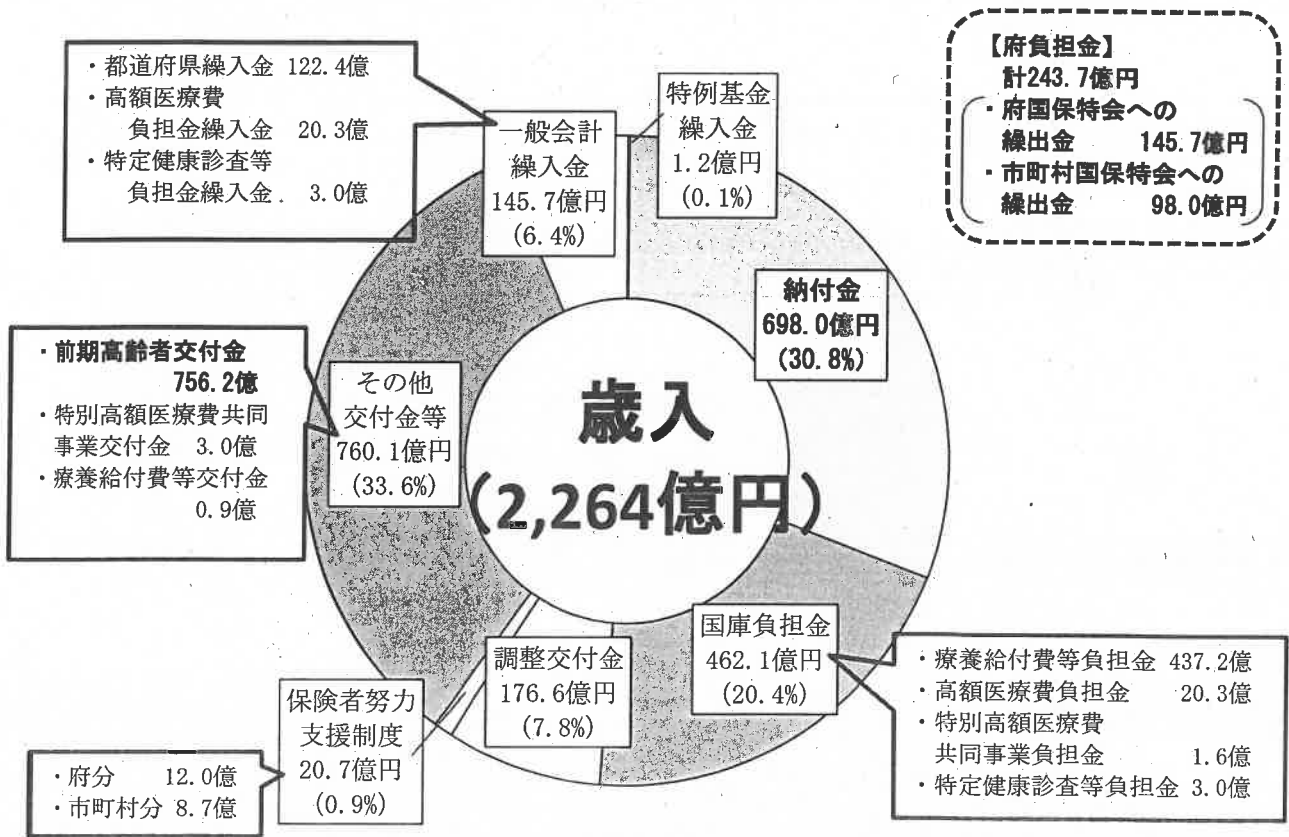 ・都道府県繰入金 122.4億
・高額医療費
負担金繰入金 20.3億
・特定健康診査等
負担金繰入金 3.0億
一般会計
繰入金
145.7億円
(6.4%)
特例基金
繰入金
1.2億円
(0.1%)
【府負担金】
計243.7億円
・府国保特会への
繰出金 145.7億円
・市町村国保特会への
繰出金 98.0億円
納付金
698.0億円
(30.8%)
・前期高齢者交付金
756.2億
・特別高額医療費共同
事業交付金 3.0億
・療養給付費等交付金
0.9億
その他
交付金等
760.1億円
(33.6%)
歳入
(2,264億円)
国庫負担金
462.1億円
(20.4%)
・療養給付費等負担金 437.2億
・高額医療費負担金 20.3億
・特別高額医療費
共同事業負担金 1.6億
・特定健康診査等負担金 3.0億
調整交付金
176.6億円
(7.8%)
保険者努力
支援制度
20.7億円
(0.9%)
・府分 12.0億
・市町村分 8.7億